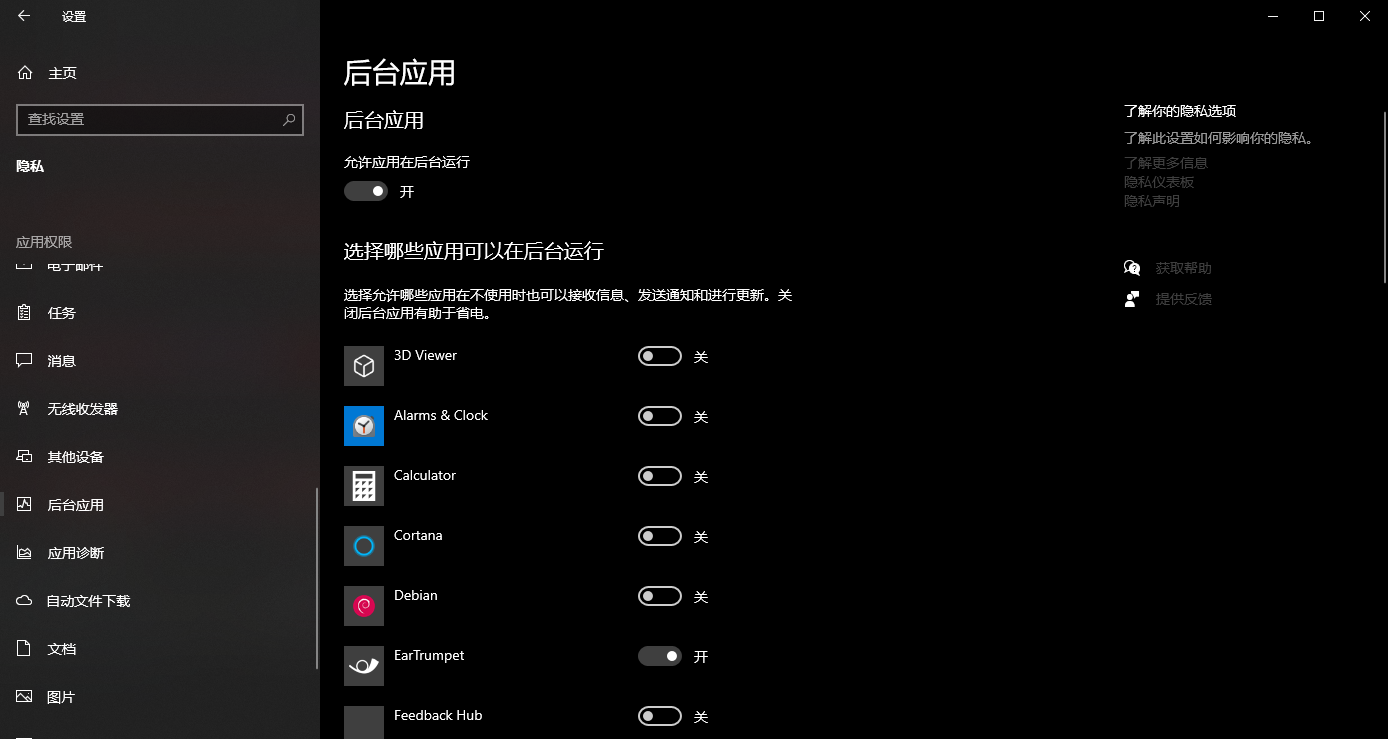 设置
主页
查找设置
隐私
应用权限
电子邮件
任务
消息
无线收发器
其他设备
后台应用
应用诊断
自动文件下载
文档
图片
后台应用
后台应用
允许应用在后台运行
开
选择哪些应用可以在后台运行
选择允许哪些应用在不使用时也可以接收信息、发送通知和进行更新。关
闭后台应用有助于省电。
3D Viewer 关
Alarms & Clock 关
Calculator 关
Cortana 关
Debian 关
EarTrumpet 开
Feedback Hub 关
了解你的隐私选项
了解此设置如何影响你的隐私。
了解更多信息
隐私仪表板
隐私声明
获取帮助
提供反馈